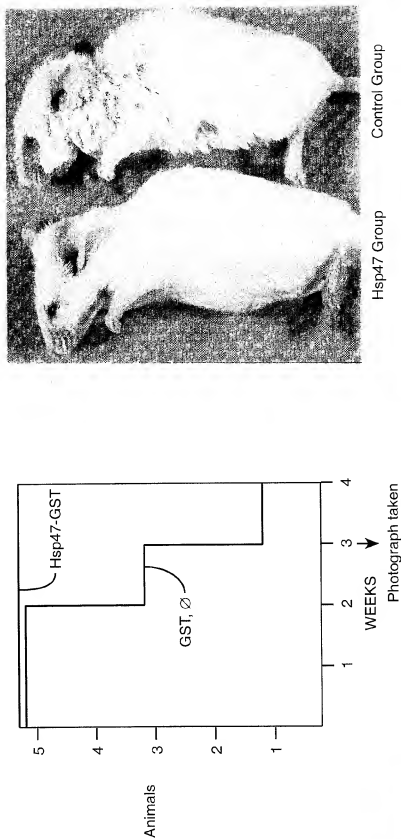 Hsp47 Group
Control Group
Animals
5
4
3
2
1
Hsp47-GST
GST, ∅
1
2
3
4
WEEKS
Photograph taken